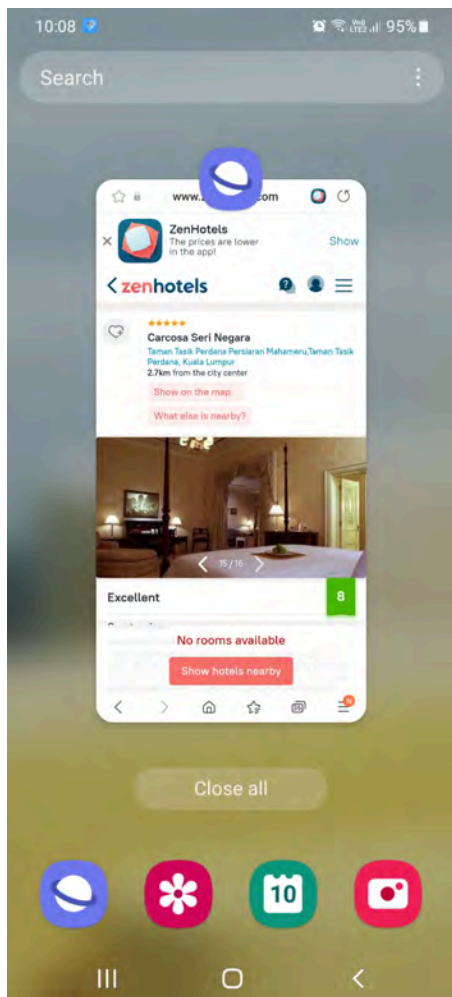 10:08
95%
Search
www.
om
ZenHotels
The prices are lower
in the app!
Show
zenhotels
Carcosa Seri Negara
Taman Tasik Perdana Persiaran Mahameru,Taman Tasik
Perdana, Kuala Lumpur
2.7km from the city center
Show on the map
What else is nearby?
15/16
Excellent
8
No rooms available
Show hotels nearby
Close all
10